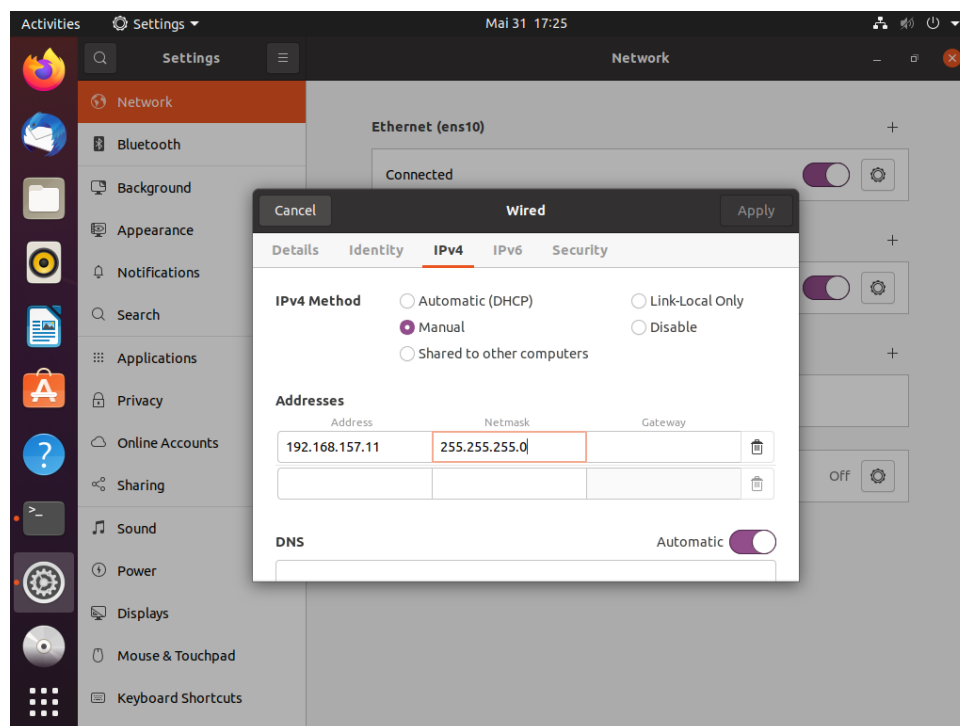 Activities Settings Mai 31 17:25
Settings Network
Network
Bluetooth
Background
Appearance
Notifications
Search
Applications
Privacy
Online Accounts
Sharing
Sound
Power
Displays
Mouse & Touchpad
Keyboard Shortcuts
Ethernet (ens10)
Connected
Off
Cancel Wired Apply
Details Identity IPv4 IPv6 Security
IPv4 Method Automatic (DHCP) Link-Local Only
Manual Disable
Shared to other computers
Addresses
Address Netmask Gateway
192.168.157.11 255.255.255.0
DNS Automatic